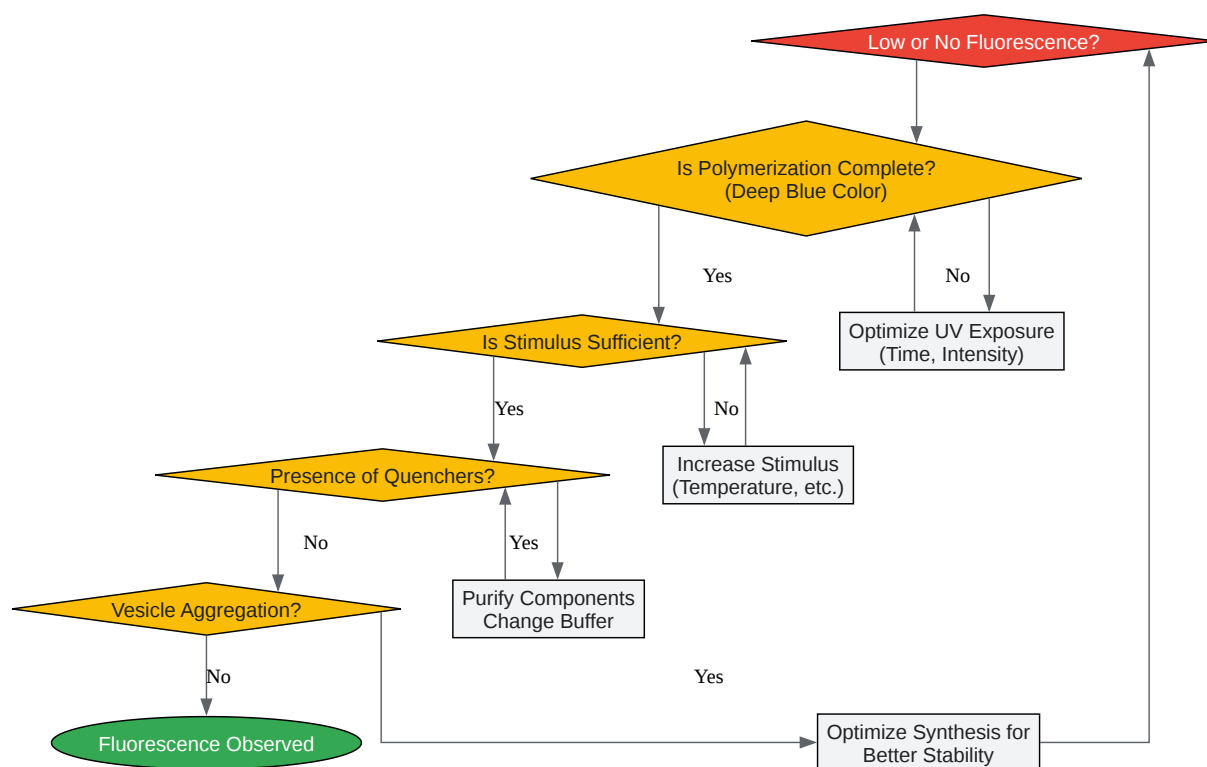 Low or No Fluorescence?
Is Polymerization Complete?
(Deep Blue Color)
Yes
No
Optimize UV Exposure
(Time, Intensity)
Is Stimulus Sufficient?
Yes
No
Increase Stimulus
(Temperature, etc.)
Presence of Quenchers?
No
Yes
Purify Components
Change Buffer
Vesicle Aggregation?
No
Yes
Fluorescence Observed
Optimize Synthesis for
Better Stability